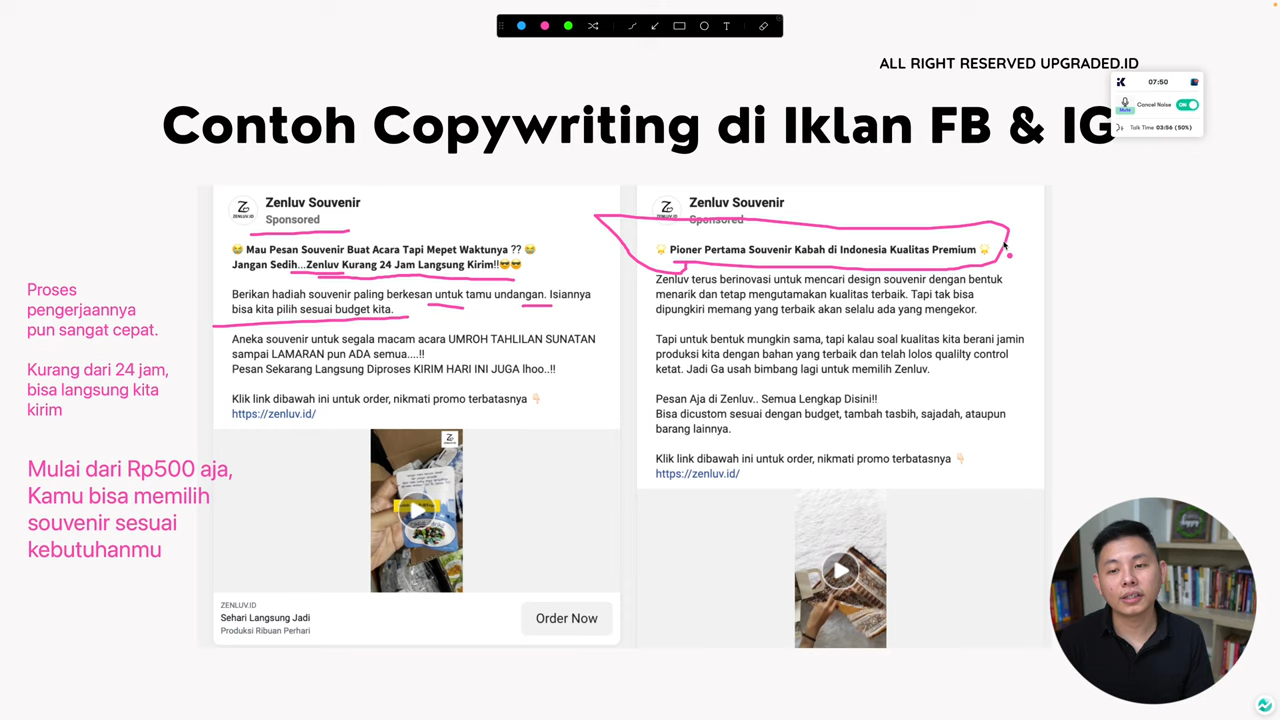 ALL RIGHT RESERVED UPGRADED.ID
07:50
Mute
Cancel Noise
ON
Talk Time 03:56 (50%)
Contoh Copywriting di Iklan FB & IG
Proses
pengerjaannya
pun sangat cepat.
Kurang dari 24 jam,
bisa langsung kita
kirim
Mulai dari Rp500 aja,
Kamu bisa memilih
souvenir sesuai
kebutuhanmu
ZENLUV.ID
Zenluv Souvenir
Sponsored
😭 Mau Pesan Souvenir Buat Acara Tapi Mepet Waktunya ?? 😭
Jangan Sedih...Zenluv Kurang 24 Jam Langsung Kirim!!😎😎
Berikan hadiah souvenir paling berkesan untuk tamu undangan. Isiannya
bisa kita pilih sesuai budget kita.
Aneka souvenir untuk segala macam acara UMROH TAHLILAN SUNATAN
sampai LAMARAN pun ADA semua....!!
Pesan Sekarang Langsung Diproses KIRIM HARI INI JUGA lhoo..!!
Klik link dibawah ini untuk order, nikmati promo terbatasnya 👇🏻
https://zenluv.id/
ZENLUV.ID
Sehari Langsung Jadi
Produksi Ribuan Perhari
Order Now
ZENLUV.ID
Zenluv Souvenir
Sponsored
🌟 Pioner Pertama Souvenir Kabah di Indonesia Kualitas Premium 🌟
Zenluv terus berinovasi untuk mencari design souvenir dengan bentuk
menarik dan tetap mengutamakan kualitas terbaik. Tapi tak bisa
dipungkiri memang yang terbaik akan selalu ada yang mengekor.
Tapi untuk bentuk mungkin sama, tapi kalau soal kualitas kita berani jamin
produksi kita dengan bahan yang terbaik dan telah lolos qualilty control
ketat. Jadi Ga usah bimbang lagi untuk memilih Zenluv.
Pesan Aja di Zenluv.. Semua Lengkap Disini!!
Bisa dicustom sesuai dengan budget, tambah tasbih, sajadah, ataupun
barang lainnya.
Klik link dibawah ini untuk order, nikmati promo terbatasnya 👇🏻
https://zenluv.id/